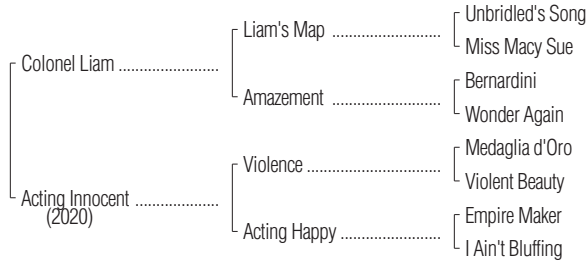 Unbridled's Song
Liam's Map ......................
Miss Macy Sue
Colonel Liam ......................
Bernardini
Amazement ......................
Wonder Again
Medaglia d'Oro
Violence ......................
Violent Beauty
Acting Innocent ......................
(2020)
Empire Maker
Acting Happy ......................
I Ain't Bluffing